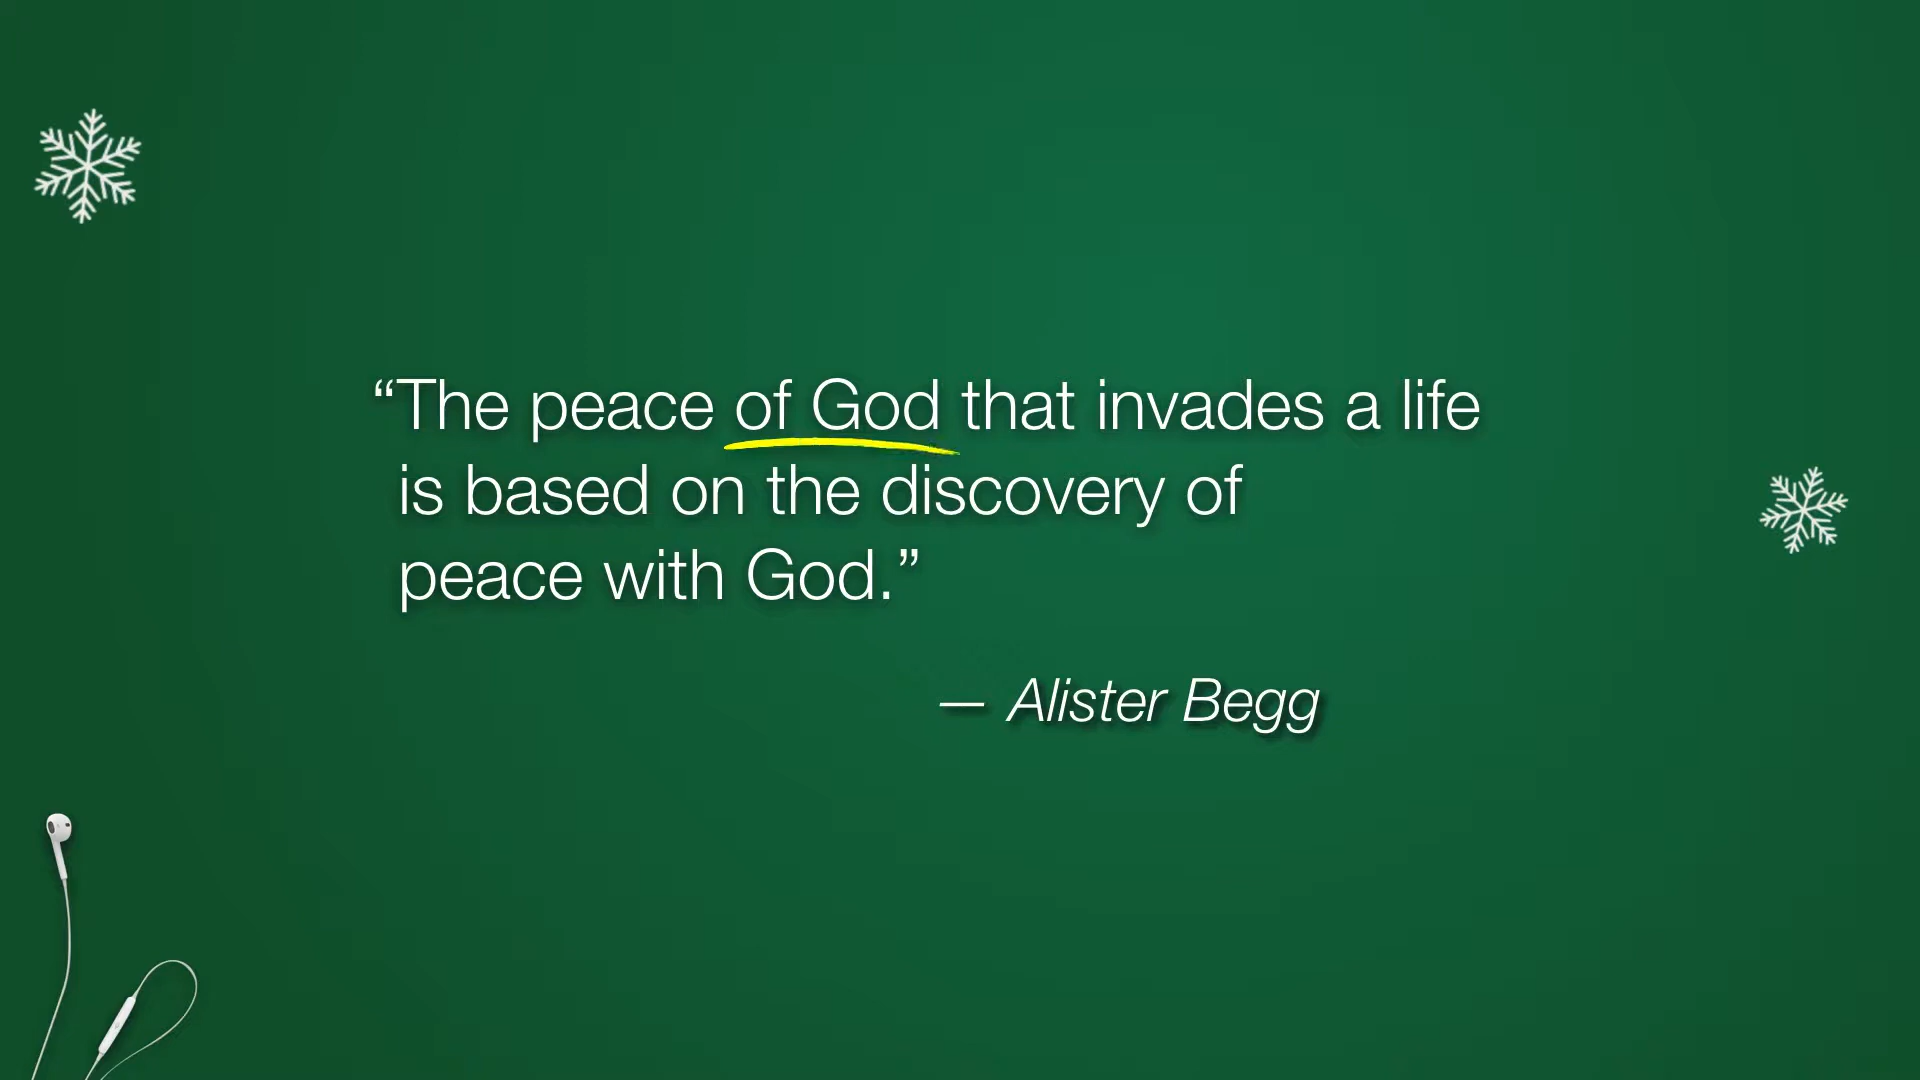 “The peace of God that invades a life
is based on the discovery of
peace with God.”
— Alister Begg